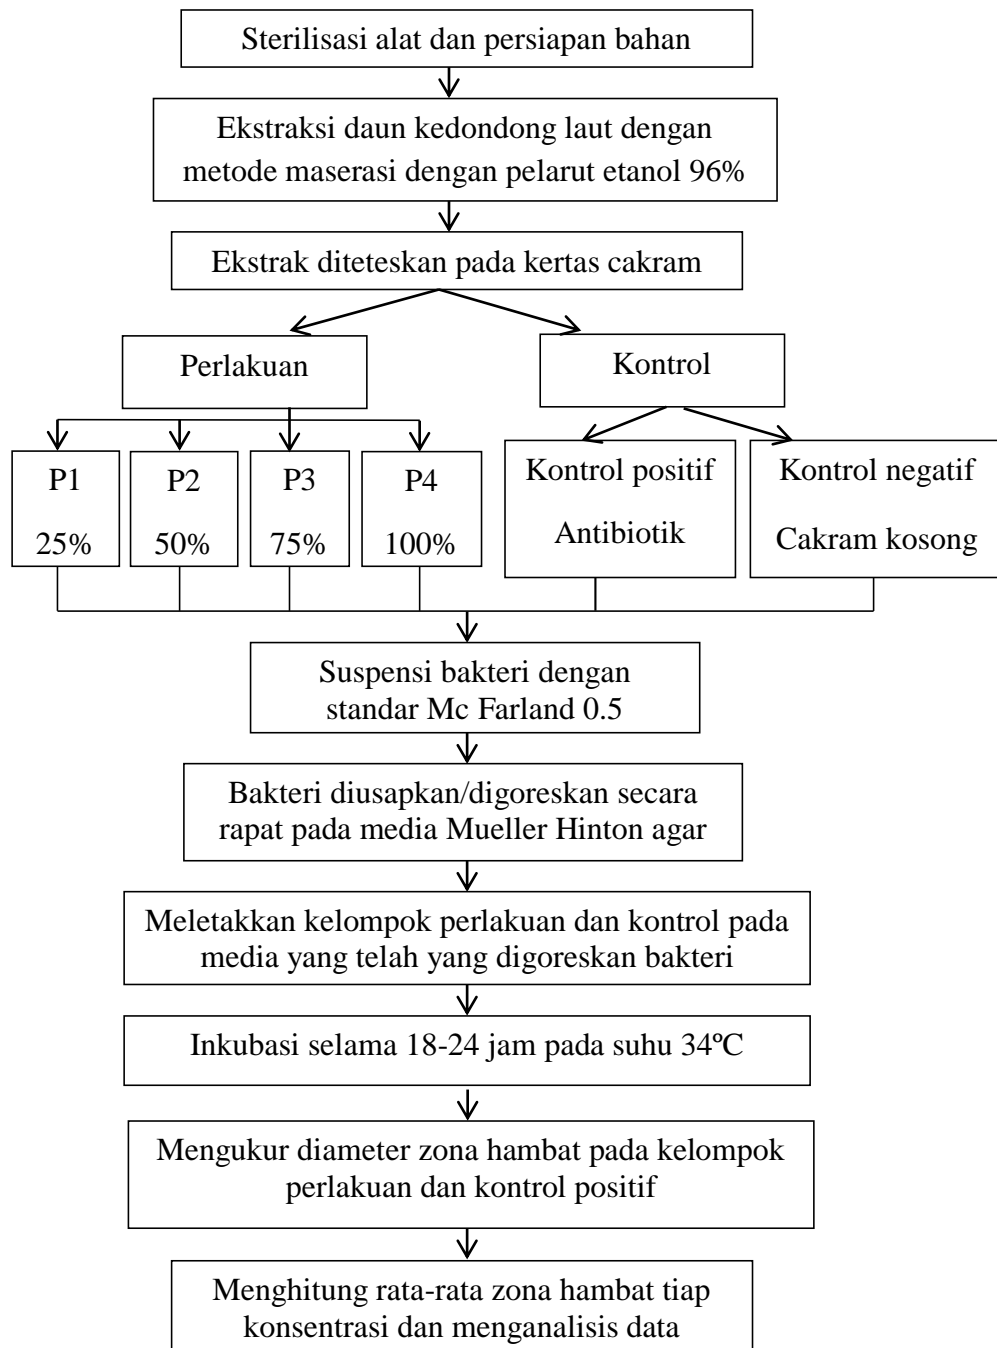 Sterilisasi alat dan persiapan bahan
Ekstraksi daun kedondong laut dengan
metode maserasi dengan pelarut etanol 96%
Ekstrak diteteskan pada kertas cakram
Perlakuan
Kontrol
P1
25%
P2
50%
P3
75%
P4
100%
Kontrol positif
Antibiotik
Kontrol negatif
Cakram kosong
Suspensi bakteri dengan
standar Mc Farland 0.5
Bakteri diusapkan/digoreskan secara
rapat pada media Mueller Hinton agar
Meletakkan kelompok perlakuan dan kontrol pada
media yang telah yang digoreskan bakteri
Inkubasi selama 18-24 jam pada suhu 34ºC
Mengukur diameter zona hambat pada kelompok
perlakuan dan kontrol positif
Menghitung rata-rata zona hambat tiap
konsentrasi dan menganalisis data